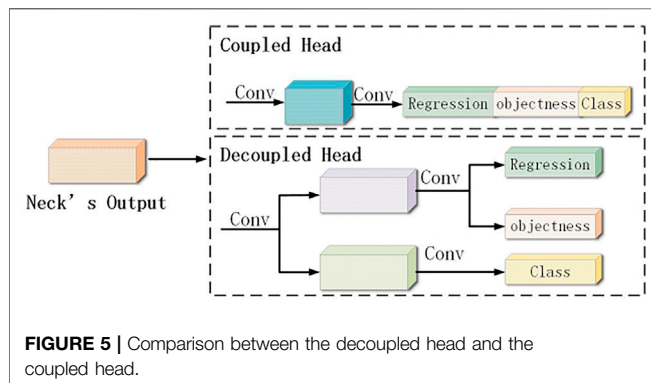 Coupled Head
Conv
Conv
Regression objectness Class
Neck's Output
Decoupled Head
Conv
Conv
Regression
objectness
Conv
Class
FIGURE 5 | Comparison between the decoupled head and the
coupled head.